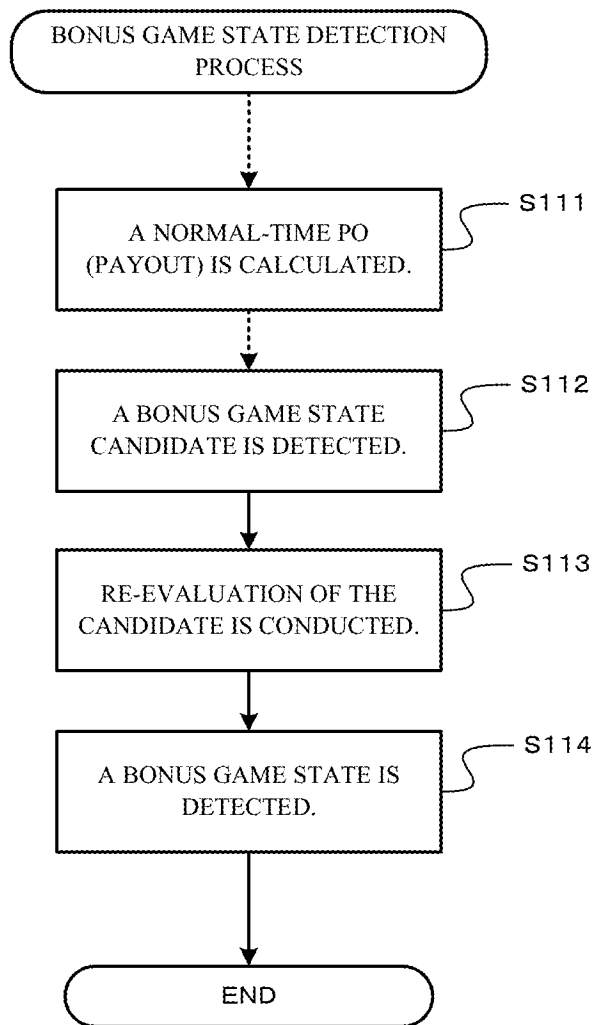 BONUS GAME STATE DETECTION
PROCESS
S111
A NORMAL-TIME PO
(PAYOUT) IS CALCULATED.
S112
A BONUS GAME STATE
CANDIDATE IS DETECTED.
S113
RE-EVALUATION OF THE
CANDIDATE IS CONDUCTED.
S114
A BONUS GAME STATE IS
DETECTED.
END